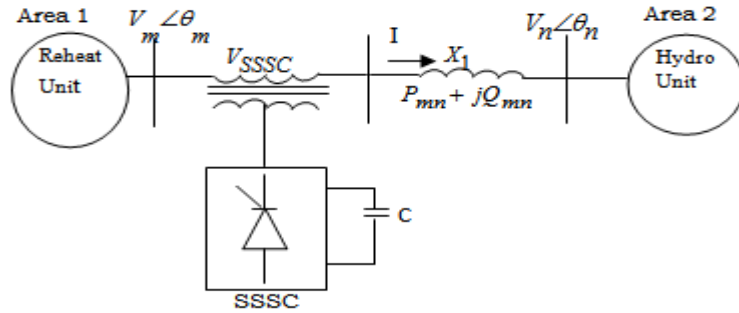 Area 1
V_m∠θ_m
I
V_n∠θ_n
Area 2
Reheat
Unit
V_SSSC
X_1
Hydro
Unit
P_mn + jQ_mn
C
SSSC